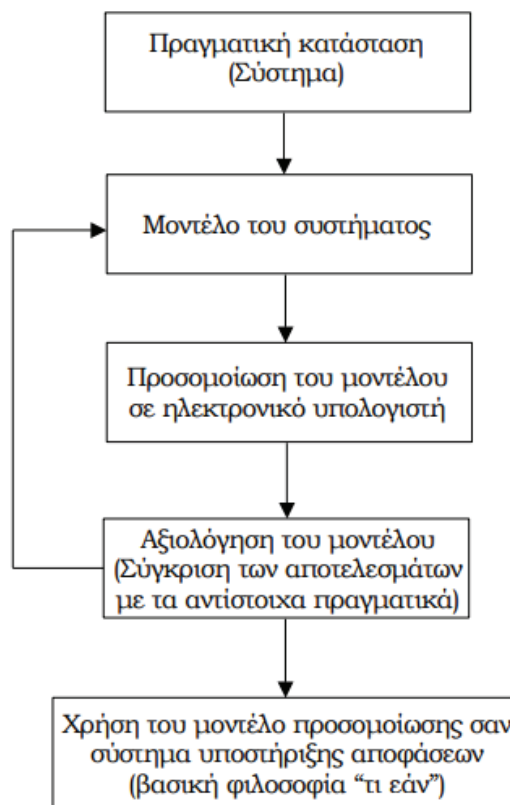 Πραγματική κατάσταση
(Σύστημα)
Μοντέλο του συστήματος
Προσομοίωση του μοντέλου
σε ηλεκτρονικό υπολογιστή
Αξιολόγηση του μοντέλου
(Σύγκριση των αποτελεσμάτων
με τα αντίστοιχα πραγματικά)
Χρήση του μοντέλο προσομοίωσης σαν
σύστημα υποστήριξης αποφάσεων
(βασική φιλοσοφία “τι εάν”)